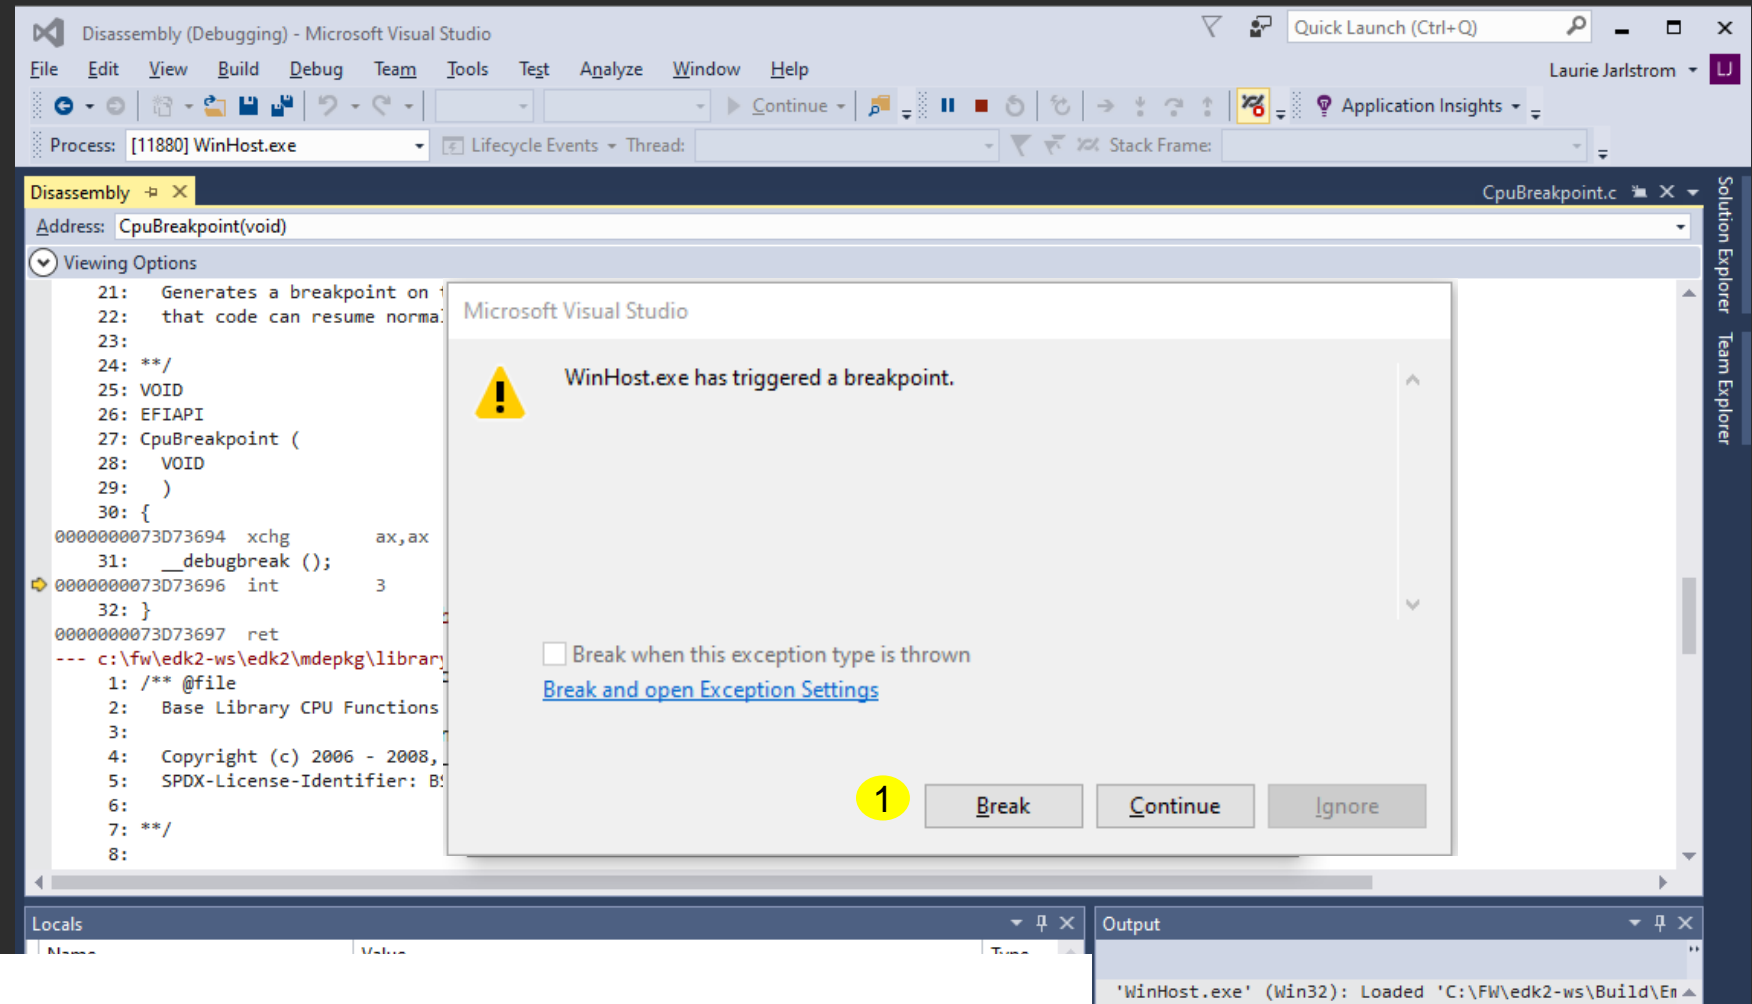 Disassembly (Debugging) - Microsoft Visual Studio
Quick Launch (Ctrl+Q)
File Edit View Build Debug Team Tools Test Analyze Window Help
Laurie Jarlstrom LJ
Continue
Application Insights
Process: [11880] WinHost.exe
Lifecycle Events Thread:
Stack Frame:
Disassembly
CpuBreakpoint.c
Solution Explorer
Team Explorer
Address: CpuBreakpoint(void)
Viewing Options
21: Generates a breakpoint on
22: that code can resume norma
23:
24: **/
25: VOID
26: EFIAPI
27: CpuBreakpoint (
28: VOID
29: )
30: {
0000000073D73694 xchg ax,ax
31: __debugbreak ();
0000000073D73696 int 3
32: }
0000000073D73697 ret
--- c:\fw\edk2-ws\edk2\mdepkg\library
1: /** @file
2: Base Library CPU Functions
3:
4: Copyright (c) 2006 - 2008,
5: SPDX-License-Identifier: BS
6:
7: **/
8:
Microsoft Visual Studio
WinHost.exe has triggered a breakpoint.
Break when this exception type is thrown
Break and open Exception Settings
1
Break Continue Ignore
Locals
Name Value Type
Output
'WinHost.exe' (Win32): Loaded 'C:\FW\edk2-ws\Build\Em